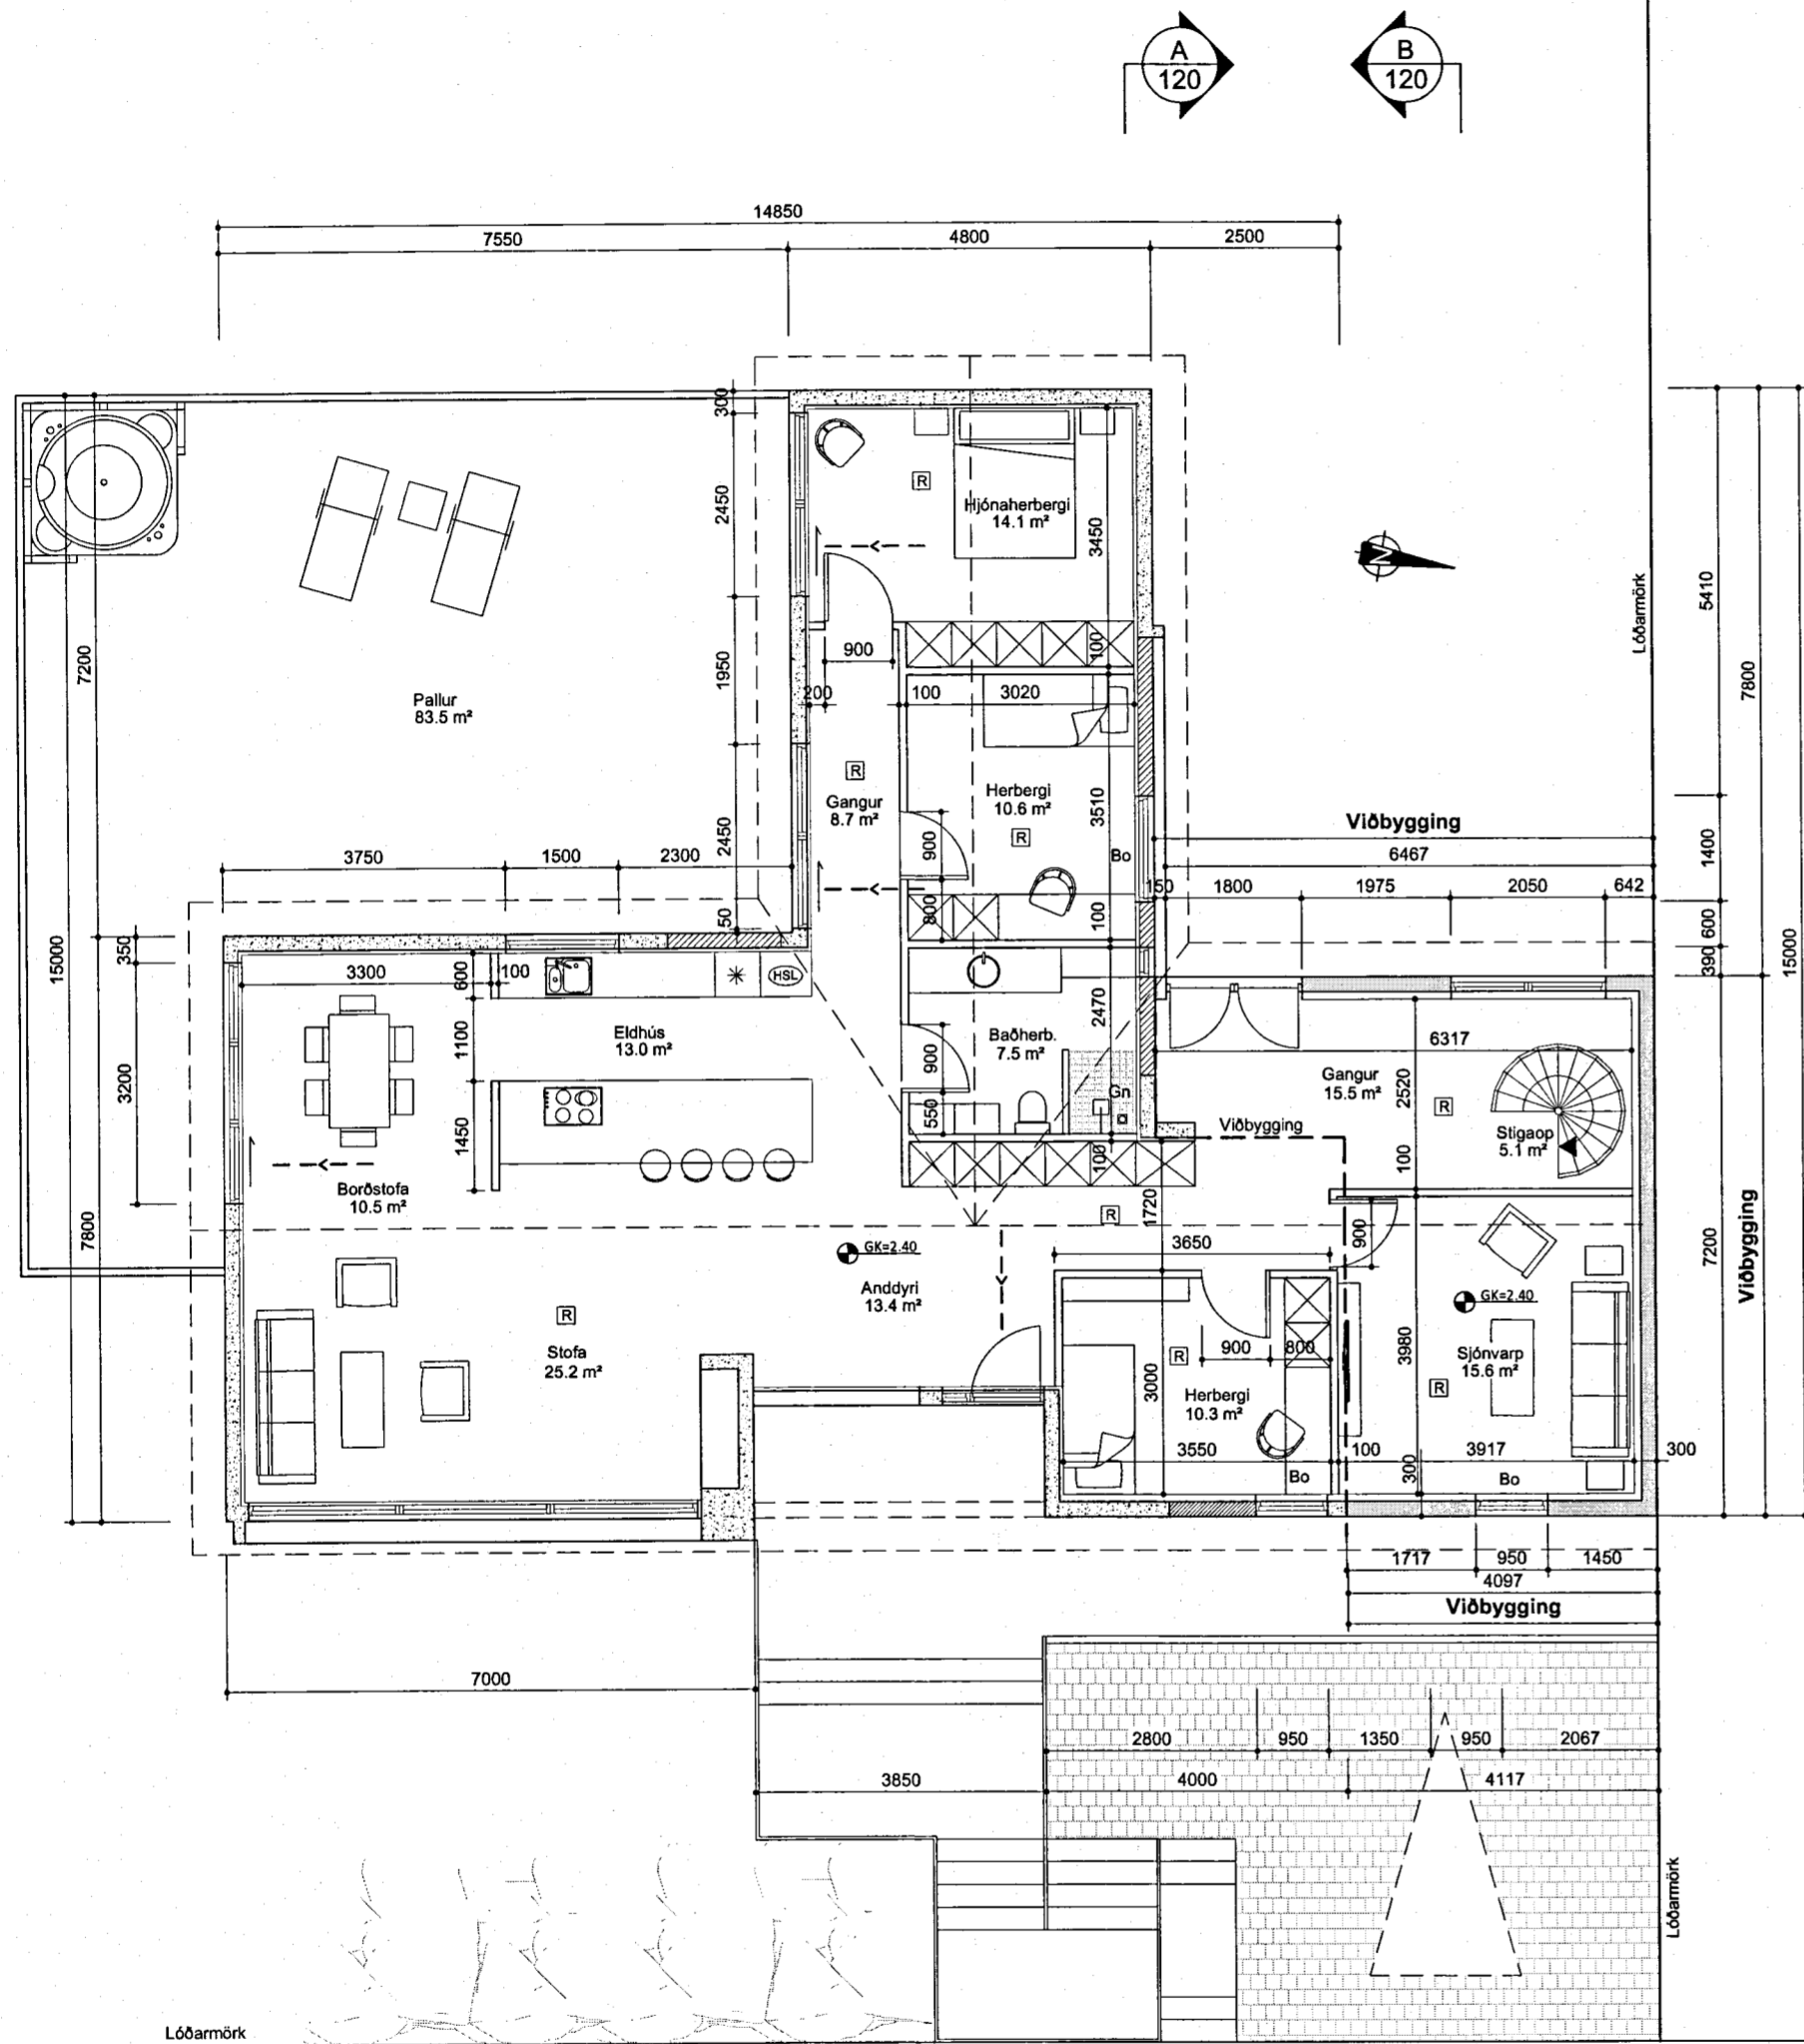 A
120
B
120
14850
7550
4800
2500
300
2450
1950
2450
50
Hjónaherbergi
14.1 m²
R
3450
100
900
200
100
3020
Pallur
83.5 m²
15000
7200
7800
350
3200
N
Lóðarmörk
5410
7800
1400
600
390
15000
7200
Viðbygging
R
Gangur
8.7 m²
Herbergi
10.6 m²
R
3510
Bo
900
800
100
Viðbygging
6467
150
1800
1975
2050
642
3750
1500
2300
3300
100
600
HSL
1100
1450
Eldhús
13.0 m²
Baðherb.
7.5 m²
2470
900
550
Gn
100
6317
Gangur
15.5 m²
R
2520
100
Stigaop
5.1 m²
Viðbygging
Borðstofa
10.5 m²
R
1720
GK=2.40
Anddyri
13.4 m²
3650
900
GK=2.40
R
Stofa
25.2 m²
R
900
800
3000
Herbergi
10.3 m²
3550
Bo
3980
Sjónvarp
15.6 m²
R
100
3917
300
300
Bo
1717
950
1450
4097
Viðbygging
7000
2800
950
1350
950
2067
3850
4000
4117
Lóðarmörk
Lóðarmörk